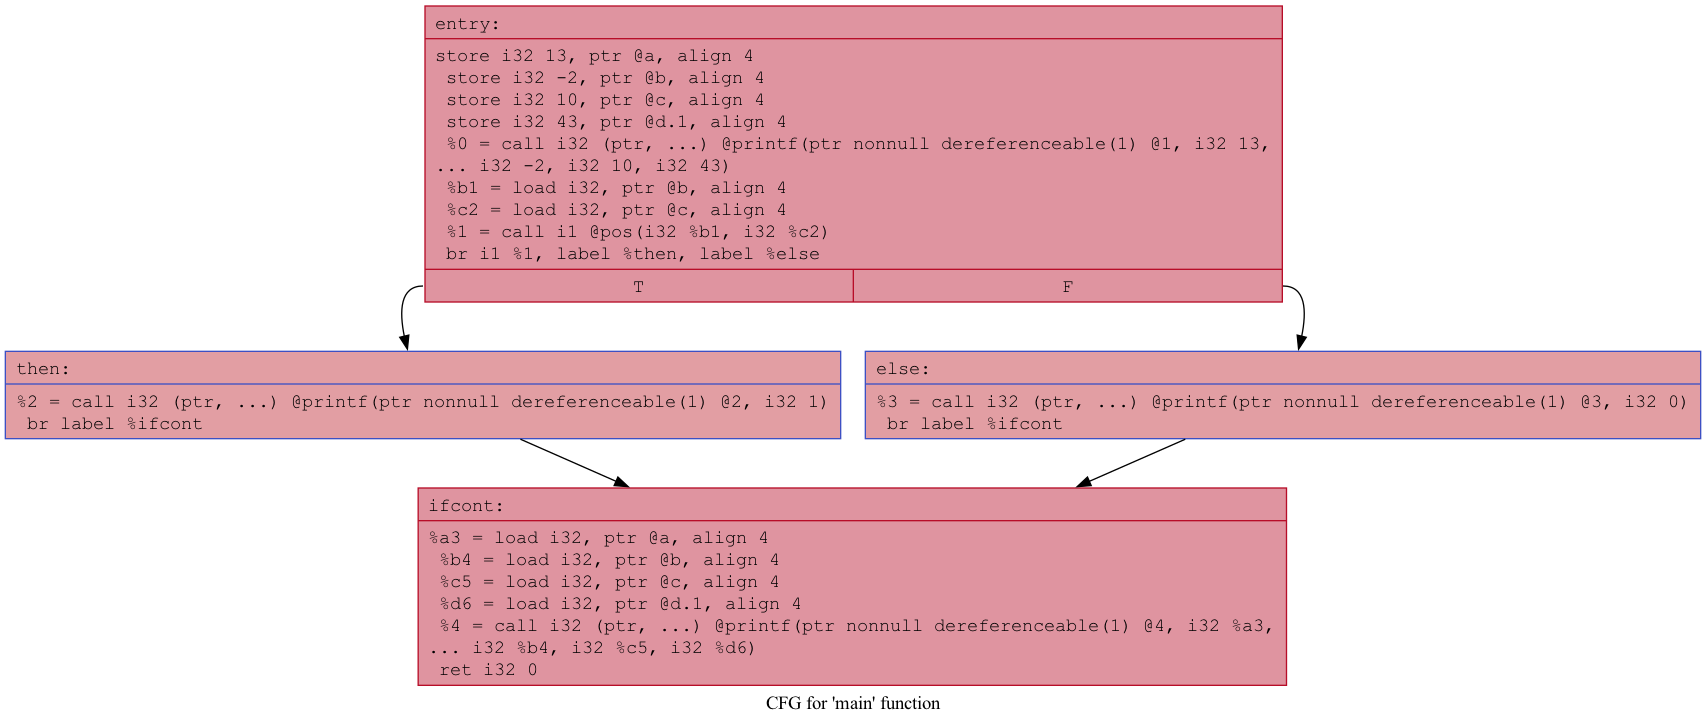 entry:
store i32 13, ptr @a, align 4
store i32 -2, ptr @b, align 4
store i32 10, ptr @c, align 4
store i32 43, ptr @d.1, align 4
%0 = call i32 (ptr, ...) @printf(ptr nonnull dereferenceable(1) @1, i32 13,
... i32 -2, i32 10, i32 43)
%b1 = load i32, ptr @b, align 4
%c2 = load i32, ptr @c, align 4
%1 = call i1 @pos(i32 %b1, i32 %c2)
br i1 %1, label %then, label %else
T
F
then:
%2 = call i32 (ptr, ...) @printf(ptr nonnull dereferenceable(1) @2, i32 1)
br label %ifcont
else:
%3 = call i32 (ptr, ...) @printf(ptr nonnull dereferenceable(1) @3, i32 0)
br label %ifcont
ifcont:
%a3 = load i32, ptr @a, align 4
%b4 = load i32, ptr @b, align 4
%c5 = load i32, ptr @c, align 4
%d6 = load i32, ptr @d.1, align 4
%4 = call i32 (ptr, ...) @printf(ptr nonnull dereferenceable(1) @4, i32 %a3,
... i32 %b4, i32 %c5, i32 %d6)
ret i32 0
CFG for 'main' function